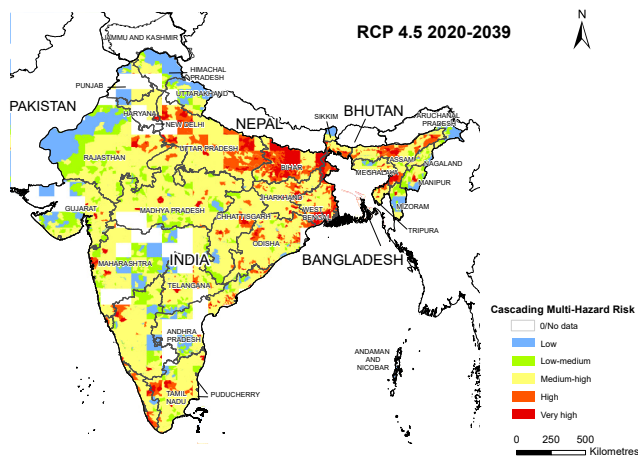 RCP 4.5 2020-2039
N
JAMMU AND KASHMIR
HIMACHAL
PRADESH
PUNJAB
UTTARAKHAND
PAKISTAN
HARYANA
NEW DELHI
NEPAL
SIKKIM
BHUTAN
ARUCHANAL
PRADESH
RAJASTHAN
UTTAR PRADESH
BIHAR
ASSAM
NAGALAND
MEGHALAYA
MANIPUR
GUJARAT
MADHYA PRADESH
JHARKHAND
WEST
BENGAL
MIZORAM
CHHATTISGARH
TRIPURA
ODISHA
MAHARASHTRA
INDIA
BANGLADESH
TELANGANA
ANDHRA
PRADESH
ANDAMAN
AND
NICOBAR
TAMIL
NADU
PUDUCHERRY
Cascading Multi-Hazard Risk
0/No data
Low
Low-medium
Medium-high
High
Very high
0 250 500
Kilometres